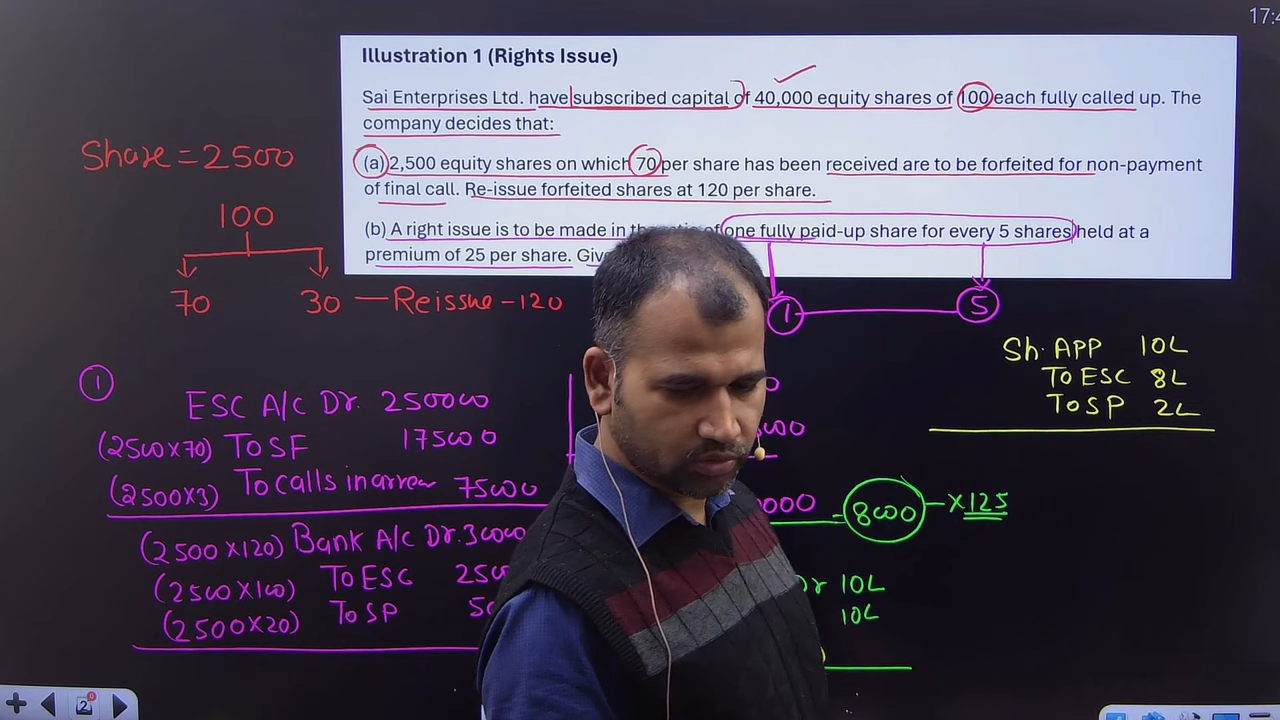 17:4
Illustration 1 (Rights Issue)
Sai Enterprises Ltd. have subscribed capital of 40,000 equity shares of 100 each fully called up. The
company decides that:
(a) 2,500 equity shares on which 70 per share has been received are to be forfeited for non-payment
of final call. Re-issue forfeited shares at 120 per share.
(b) A right issue is to be made in the of one fully paid-up share for every 5 shares held at a
premium of 25 per share.
Share = 2500
100
70 30 — Reissue - 120
1 5
1
ESC A/C Dr. 250000
(2500x70) To SF 175000
(2500x3) To calls in arrear 75000
(2500x120) Bank A/C Dr.
(2500x100) To ESC
(2500x20) To SP
8000 - x125
Dr 10L
10L
Sh. APP 10L
To ESC 8L
To SP 2L
2